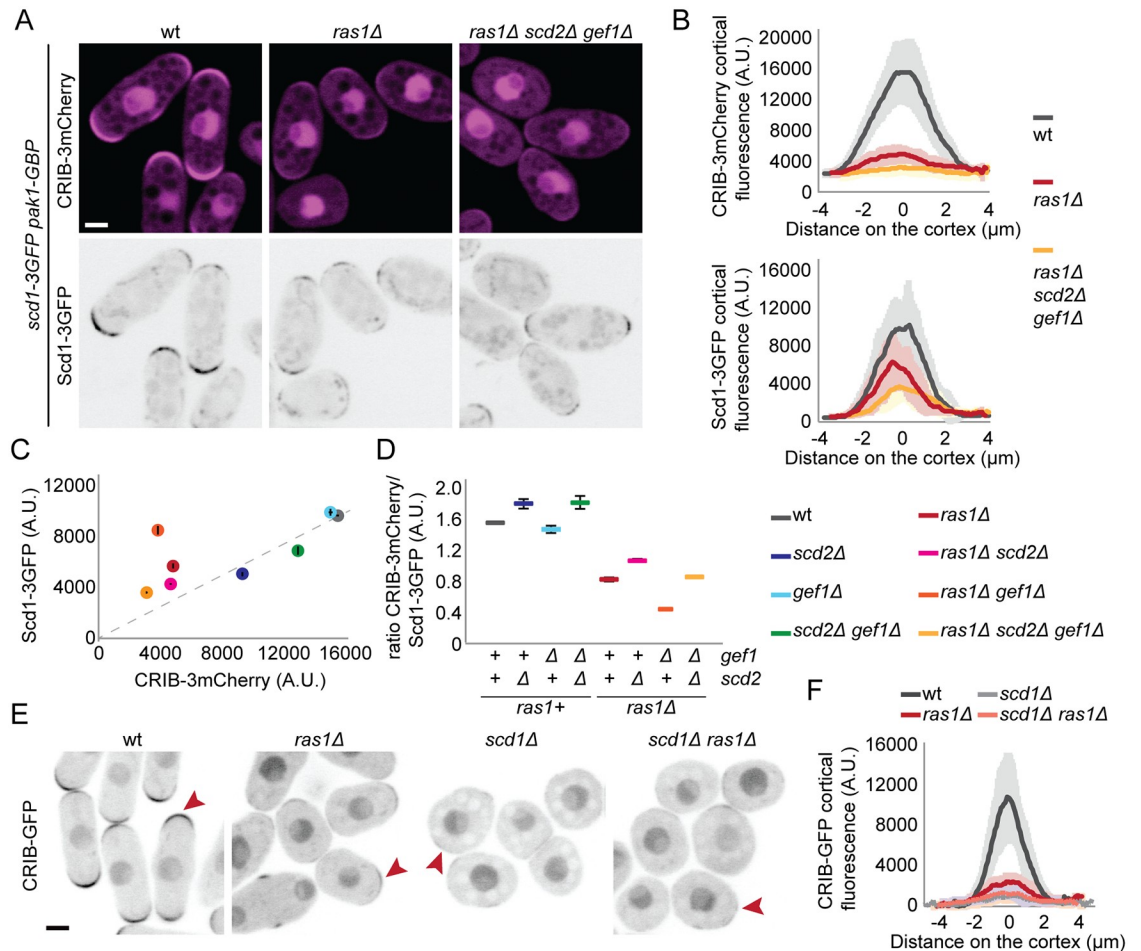 A
wt
ras1Δ
ras1Δ scd2Δ gef1Δ
scd1-3GFP pak1-GBP
CRIB-3mCherry
Scd1-3GFP
B
CRIB-3mCherry cortical
fluorescence (A.U.)
20000
16000
12000
8000
4000
0
-4 -2 0 2 4
Distance on the cortex (µm)
Scd1-3GFP cortical
fluorescence (A.U.)
16000
12000
8000
4000
0
-4 -2 0 2 4
Distance on the cortex (µm)
wt
ras1Δ
ras1Δ
scd2Δ
gef1Δ
C
Scd1-3GFP (A.U.)
12000
8000
4000
0
0 4000 8000 12000 16000
CRIB-3mCherry (A.U.)
D
ratio CRIB-3mCherry/
Scd1-3GFP
2.0
1.6
1.2
0.8
0.4
0
+ + Δ Δ + + Δ Δ gef1
+ Δ + Δ + Δ + Δ scd2
ras1+ ras1Δ
wt ras1Δ
scd2Δ ras1Δ scd2Δ
gef1Δ ras1Δ gef1Δ
scd2Δ gef1Δ ras1Δ scd2Δ gef1Δ
E
wt
ras1Δ
scd1Δ
scd1Δ ras1Δ
CRIB-GFP
F
wt scd1Δ
ras1Δ scd1Δ ras1Δ
CRIB-GFP cortical
fluorescence (A.U.)
16000
12000
8000
4000
0
-4 -2 0 2 4
Distance on the cortex (µm)